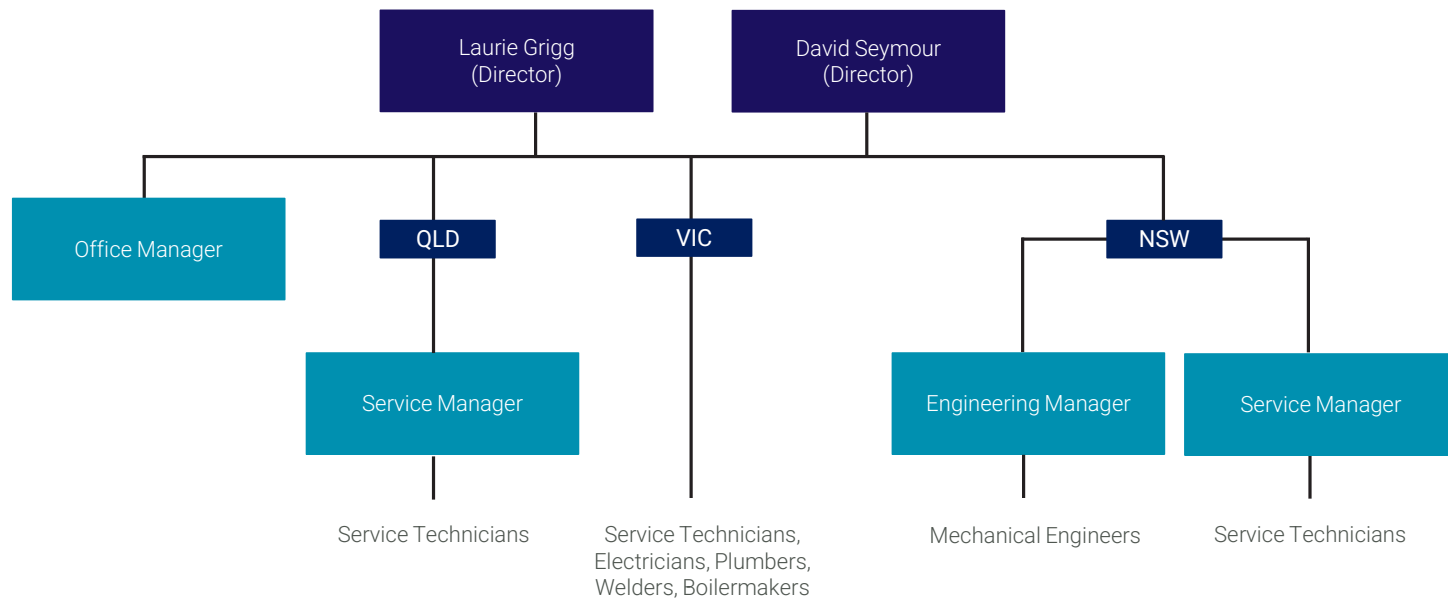 Laurie Grigg
(Director)
David Seymour
(Director)
Office Manager
QLD
VIC
NSW
Service Manager
Engineering Manager
Service Manager
Service Technicians
Service Technicians,
Electricians, Plumbers,
Welders, Boilermakers
Mechanical Engineers
Service Technicians